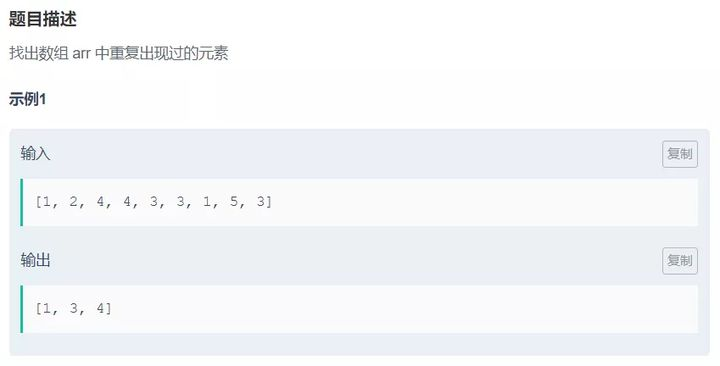 题目描述
找出数组 arr 中重复出现过的元素
示例1
输入
复制
[1, 2, 4, 4, 3, 3, 1, 5, 3]
输出
复制
[1, 3, 4]